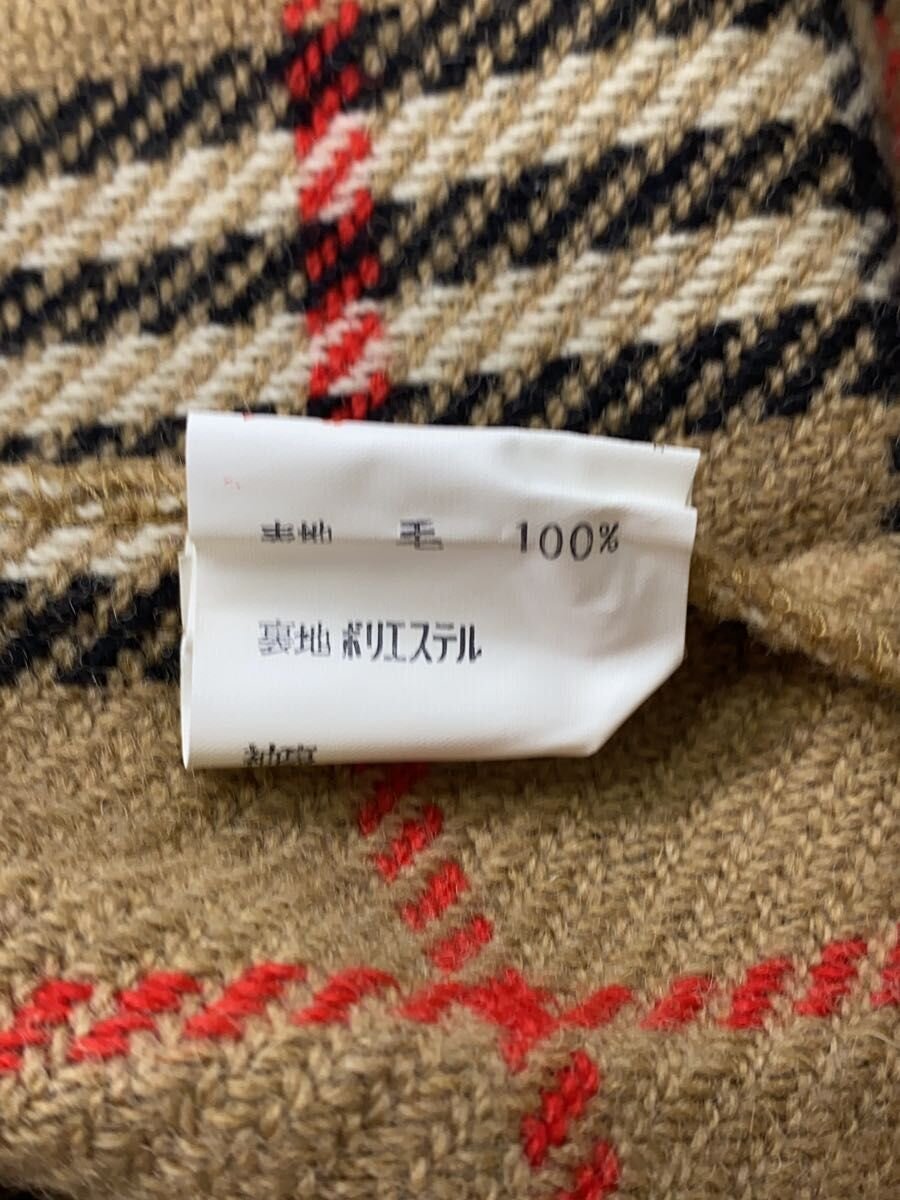 表地 毛 100%
裏地 ポリエステル